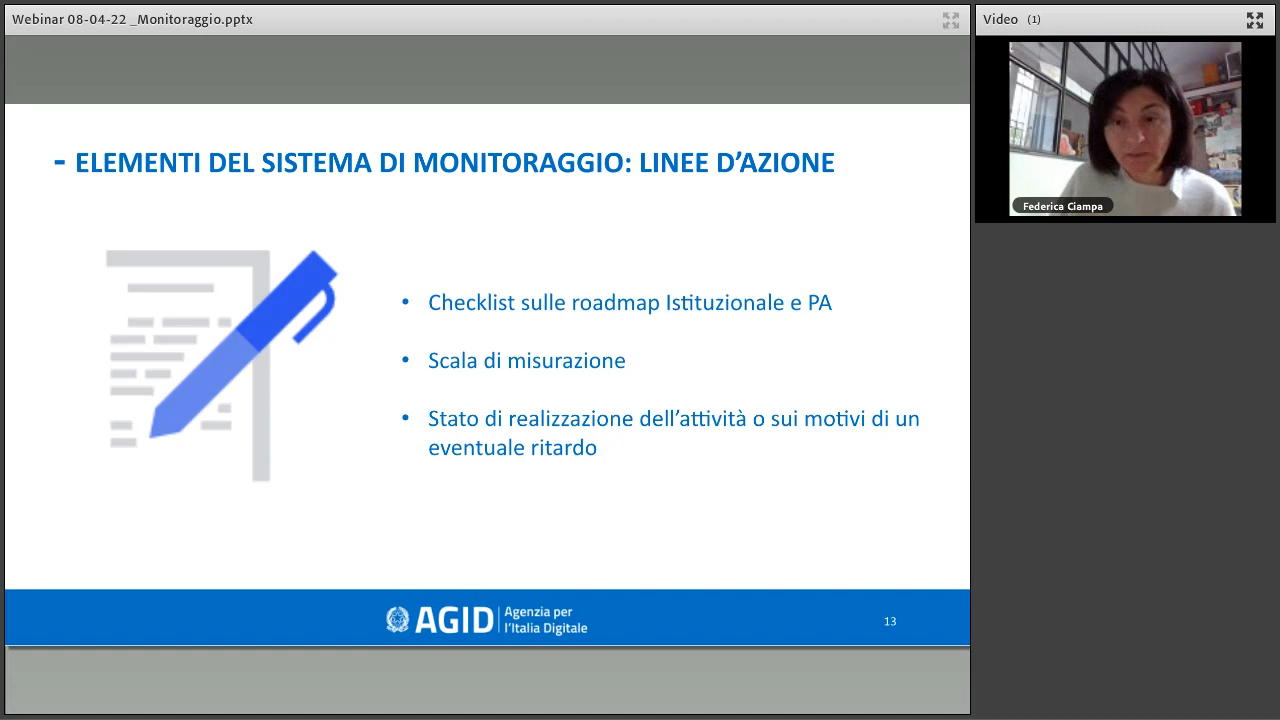 Webinar 08-04-22 _Monitoraggio.pptx
Video (1)
Federica Ciampa
- ELEMENTI DEL SISTEMA DI MONITORAGGIO: LINEE D’AZIONE
• Checklist sulle roadmap Istituzionale e PA
• Scala di misurazione
• Stato di realizzazione dell’attività o sui motivi di un
eventuale ritardo
AGID Agenzia per
l’Italia Digitale
13